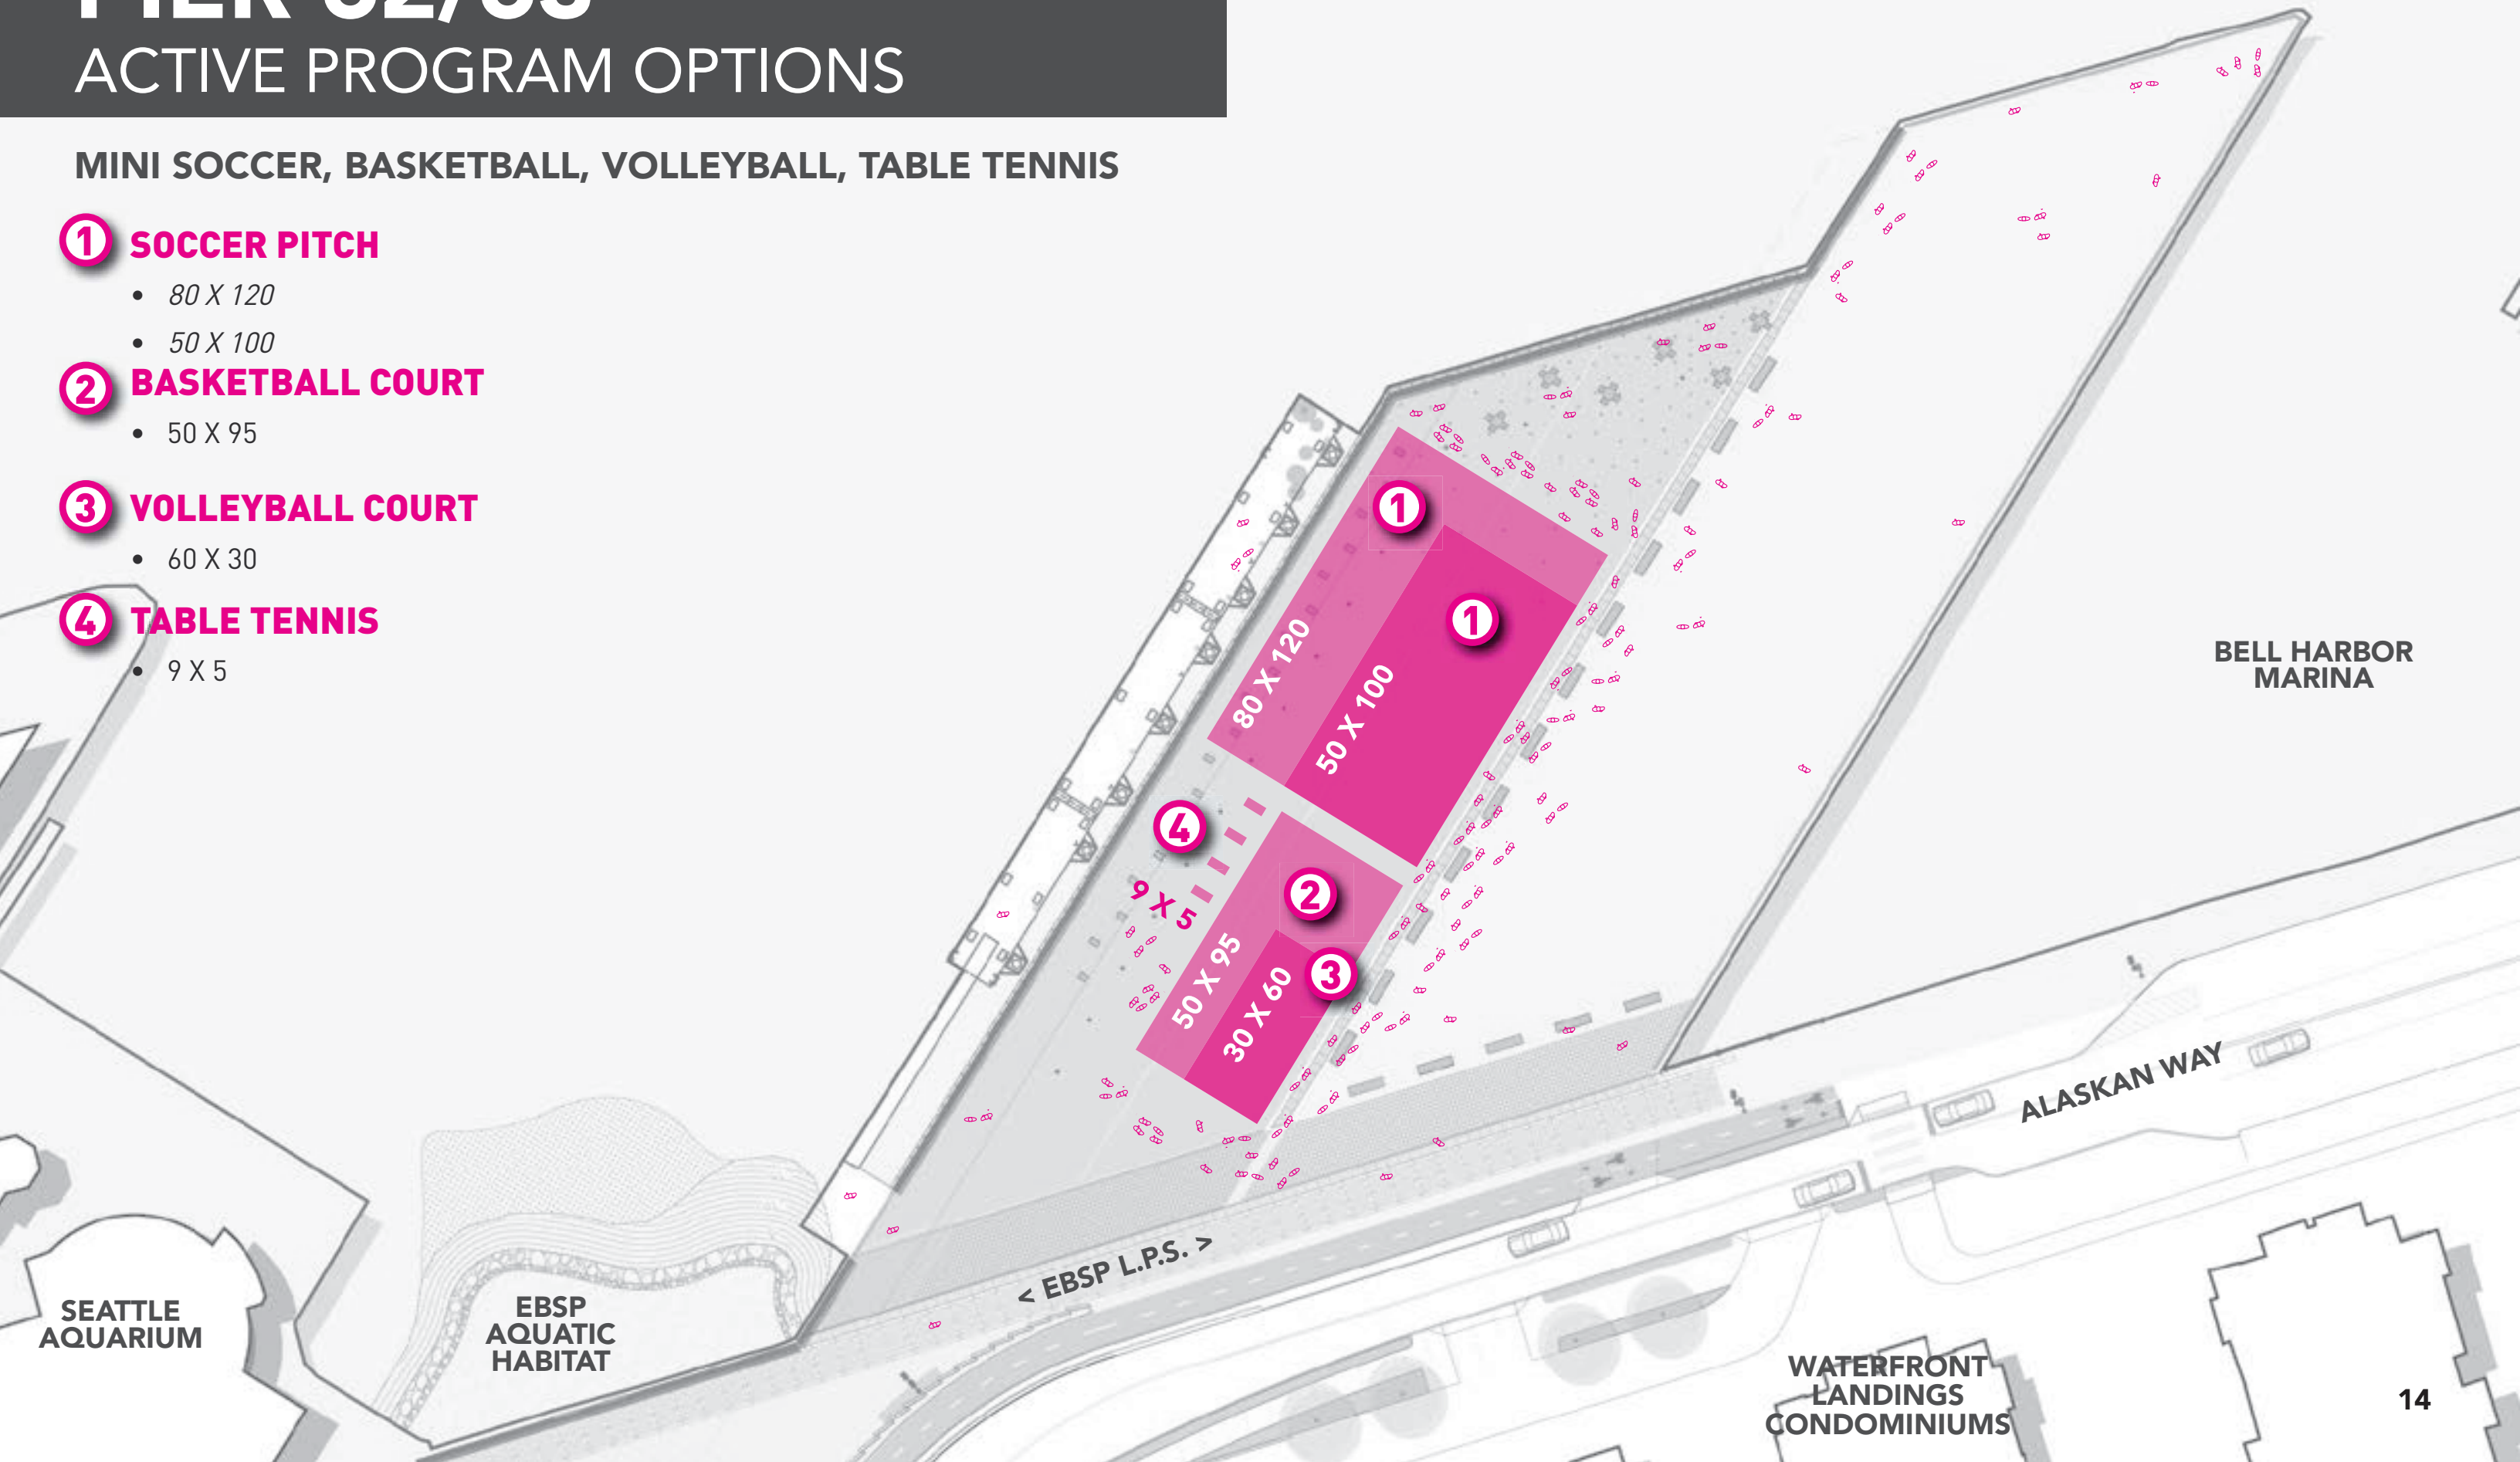 PIER 62/63
ACTIVE PROGRAM OPTIONS
MINI SOCCER, BASKETBALL, VOLLEYBALL, TABLE TENNIS
1 SOCCER PITCH
• 80 X 120
• 50 X 100
2 BASKETBALL COURT
• 50 X 95
3 VOLLEYBALL COURT
• 60 X 30
4 TABLE TENNIS
• 9 X 5
1
1
80 X 120
50 X 100
BELL HARBOR
MARINA
4
9 X 5
2
3
50 X 95
30 X 60
ALASKAN WAY
< EBSP L.P.S. >
SEATTLE
AQUARIUM
EBSP
AQUATIC
HABITAT
WATERFRONT
LANDINGS
CONDOMINIUMS
14